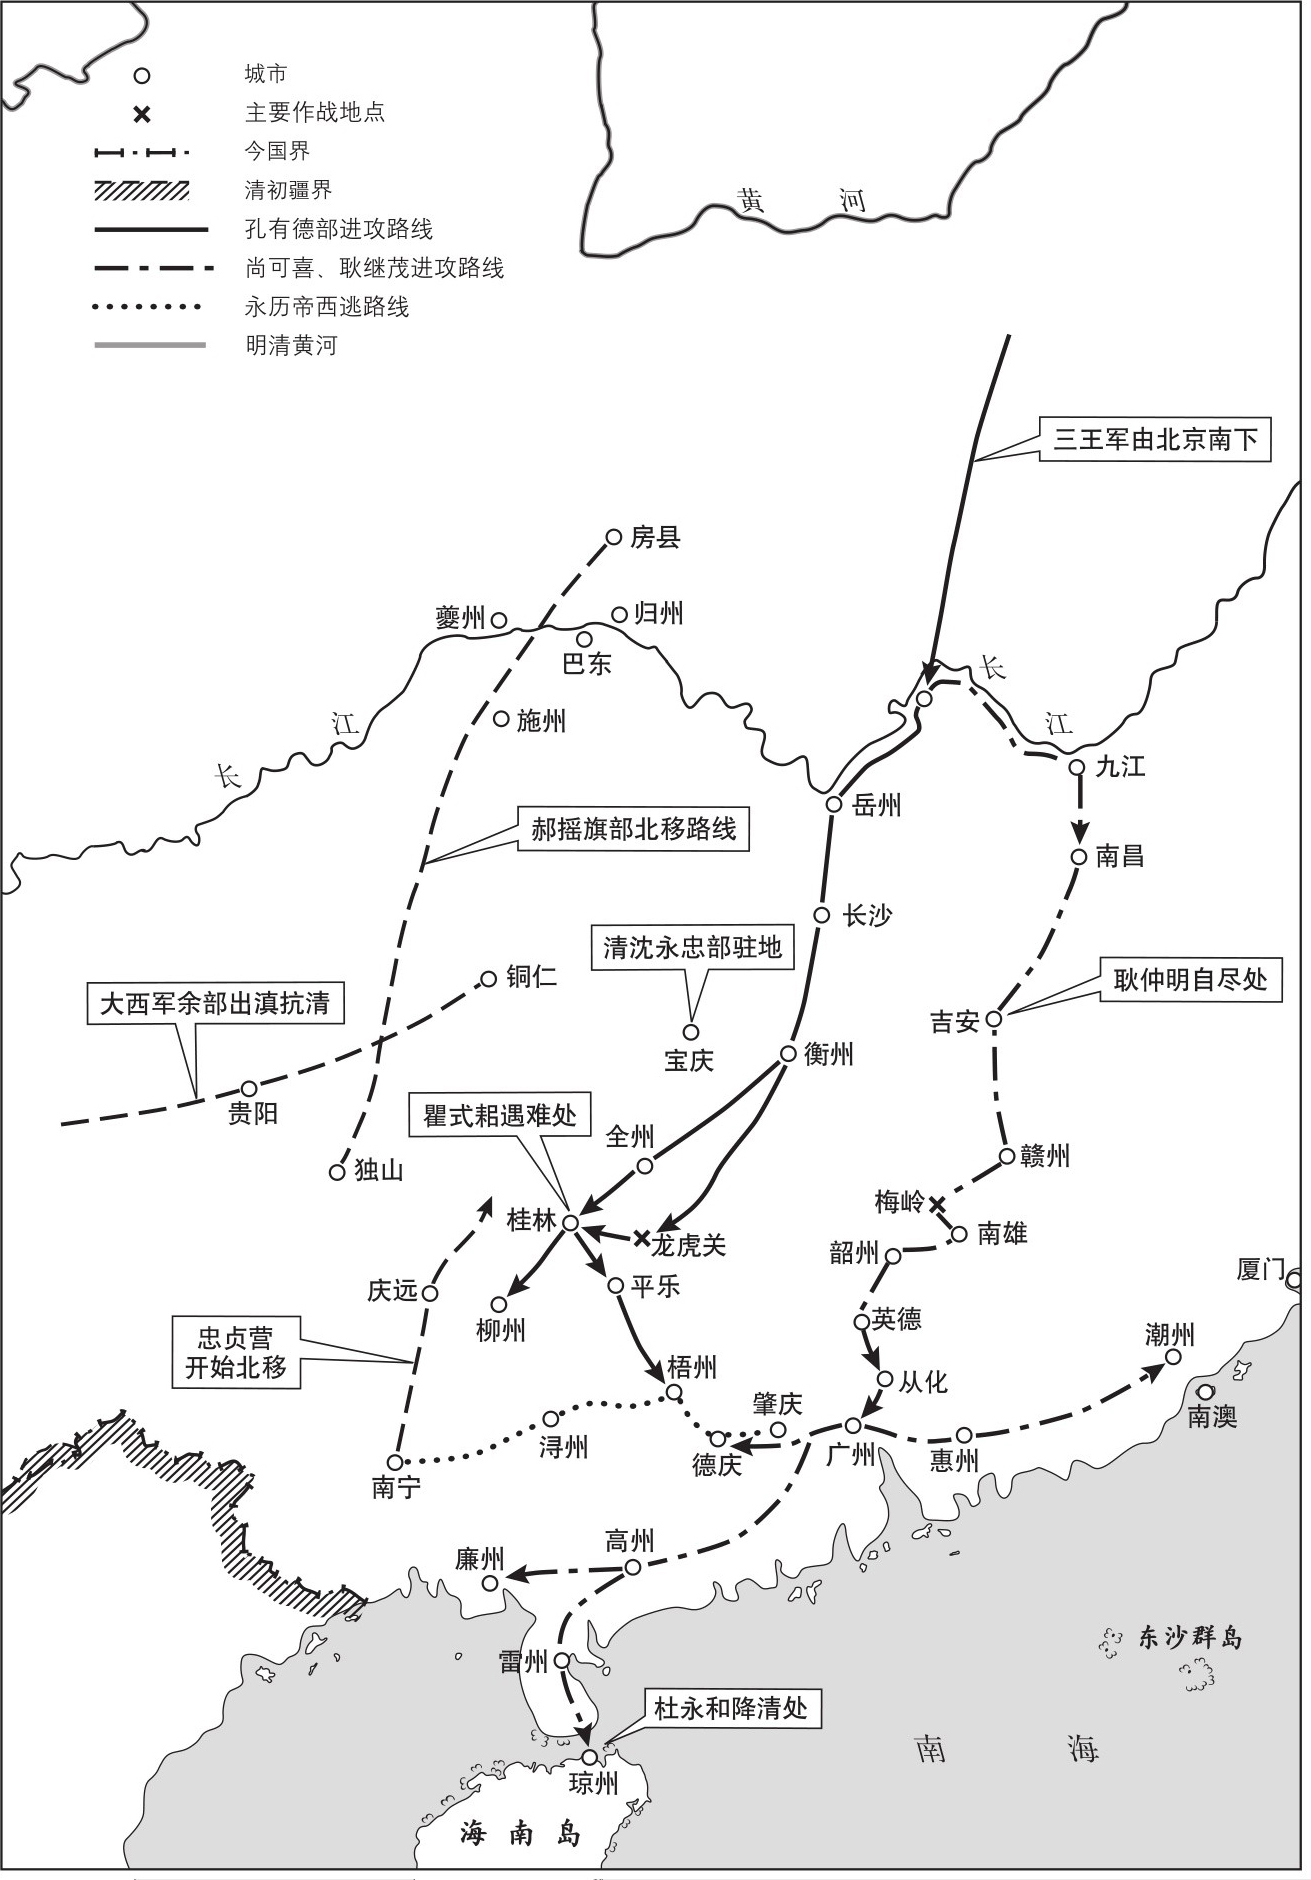 城市
主要作战地点
今国界
清初疆界
孔有德部进攻路线
尚可喜、耿继茂进攻路线
永历帝西逃路线
明清黄河
黄 河
三王军由北京南下
房县
夔州
归州
巴东
长
施州
江
江
长
九江
岳州
郝摇旗部北移路线
南昌
长沙
清沈永忠部驻地
铜仁
耿仲明自尽处
大西军余部出滇抗清
吉安
宝庆
衡州
贵阳
瞿式耜遇难处
全州
独山
赣州
梅岭
桂林
龙虎关
南雄
韶州
厦门
庆远
平乐
英德
柳州
潮州
忠贞营
开始北移
梧州
从化
肇庆
南澳
浔州
德庆
广州
惠州
南宁
高州
廉州
东沙群岛
雷州
杜永和降清处
南 海
琼州
海南岛